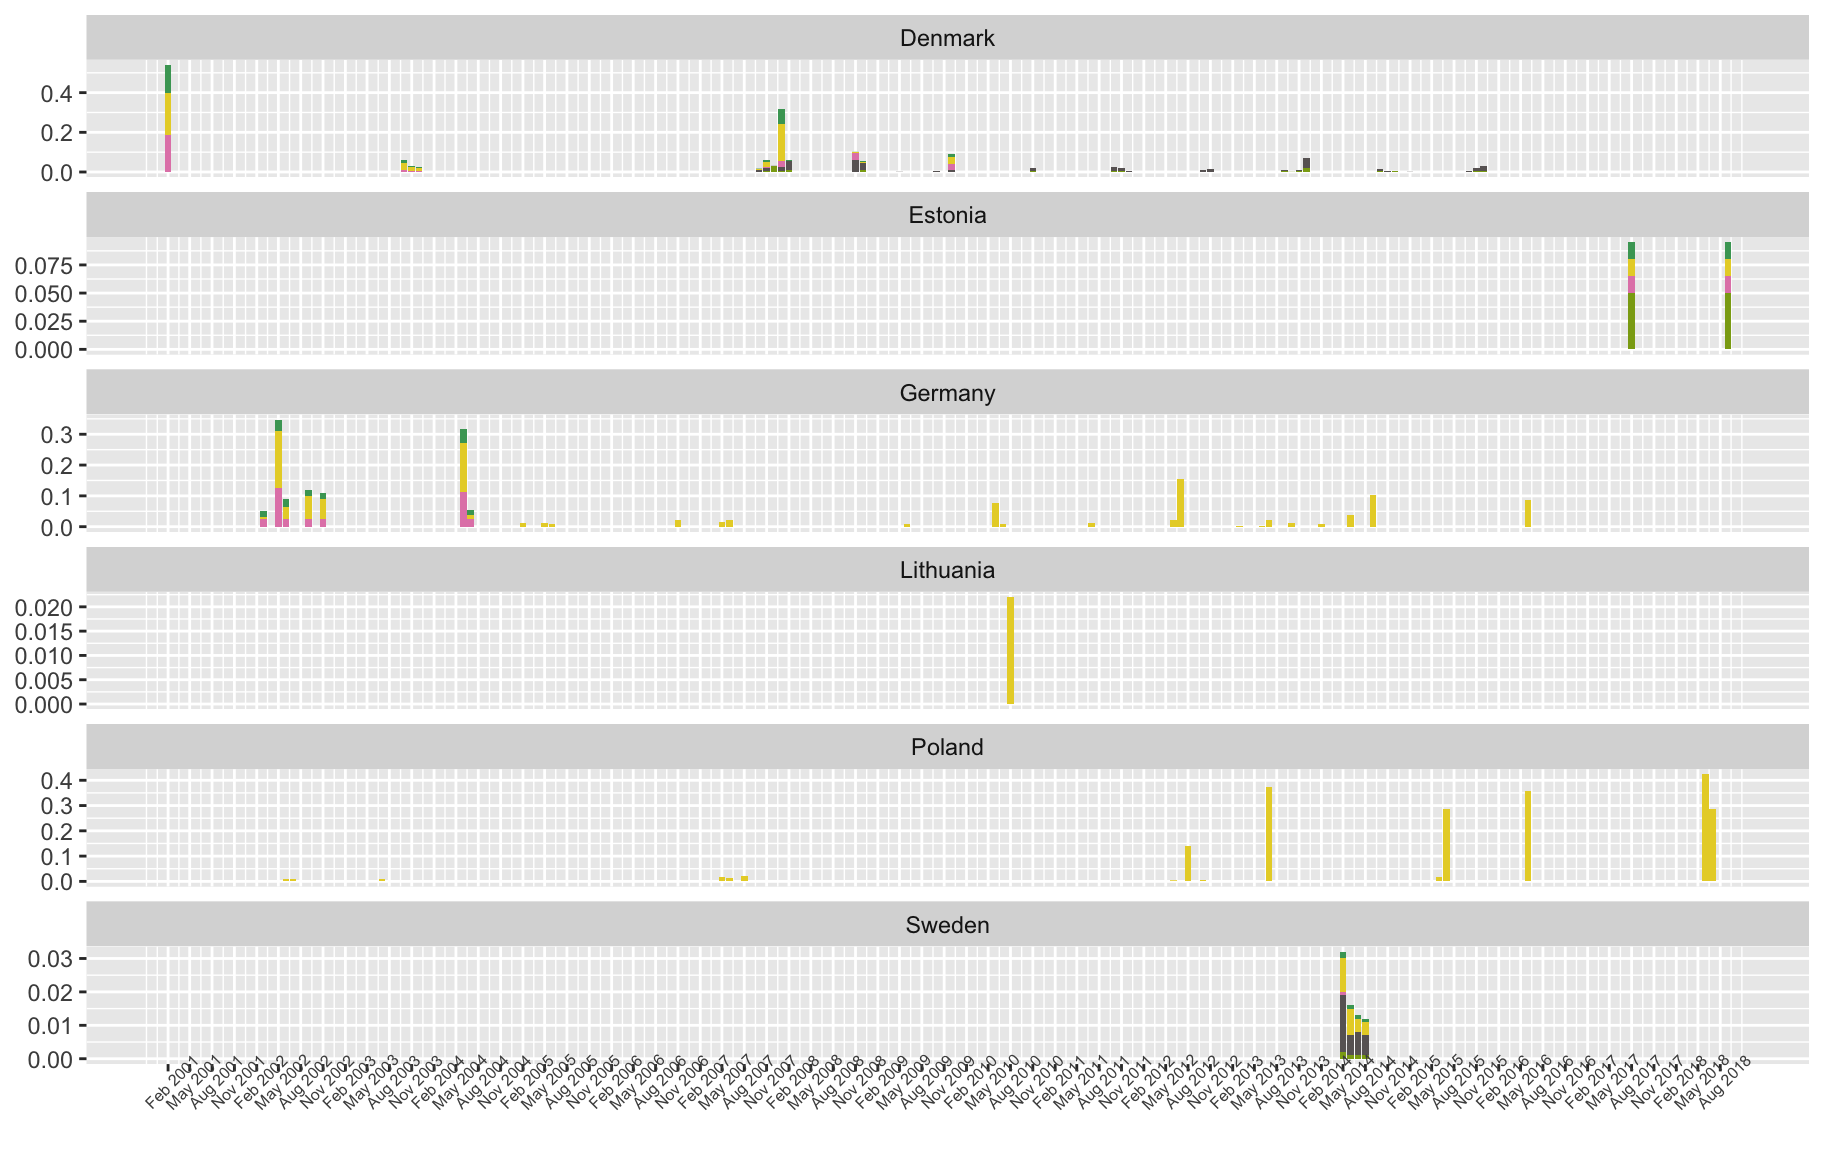 Denmark
0.4
0.2
0.0
Estonia
0.075
0.050
0.025
0.000
Germany
0.3
0.2
0.1
0.0
Lithuania
0.020
0.015
0.010
0.005
0.000
Poland
0.4
0.3
0.2
0.1
0.0
Sweden
0.03
0.02
0.01
0.00
Feb 2001
May 2001
Aug 2001
Nov 2001
Feb 2002
May 2002
Aug 2002
Nov 2002
Feb 2003
May 2003
Aug 2003
Nov 2003
Feb 2004
May 2004
Aug 2004
Nov 2004
Feb 2005
May 2005
Aug 2005
Nov 2005
Feb 2006
May 2006
Aug 2006
Nov 2006
Feb 2007
May 2007
Aug 2007
Nov 2007
Feb 2008
May 2008
Aug 2008
Nov 2008
Feb 2009
May 2009
Aug 2009
Nov 2009
Feb 2010
May 2010
Aug 2010
Nov 2010
Feb 2011
May 2011
Aug 2011
Nov 2011
Feb 2012
May 2012
Aug 2012
Nov 2012
Feb 2013
May 2013
Aug 2013
Nov 2013
Feb 2014
May 2014
Aug 2014
Nov 2014
Feb 2015
May 2015
Aug 2015
Nov 2015
Feb 2016
May 2016
Aug 2016
Nov 2016
Feb 2017
May 2017
Aug 2017
Nov 2017
Feb 2018
May 2018
Aug 2018